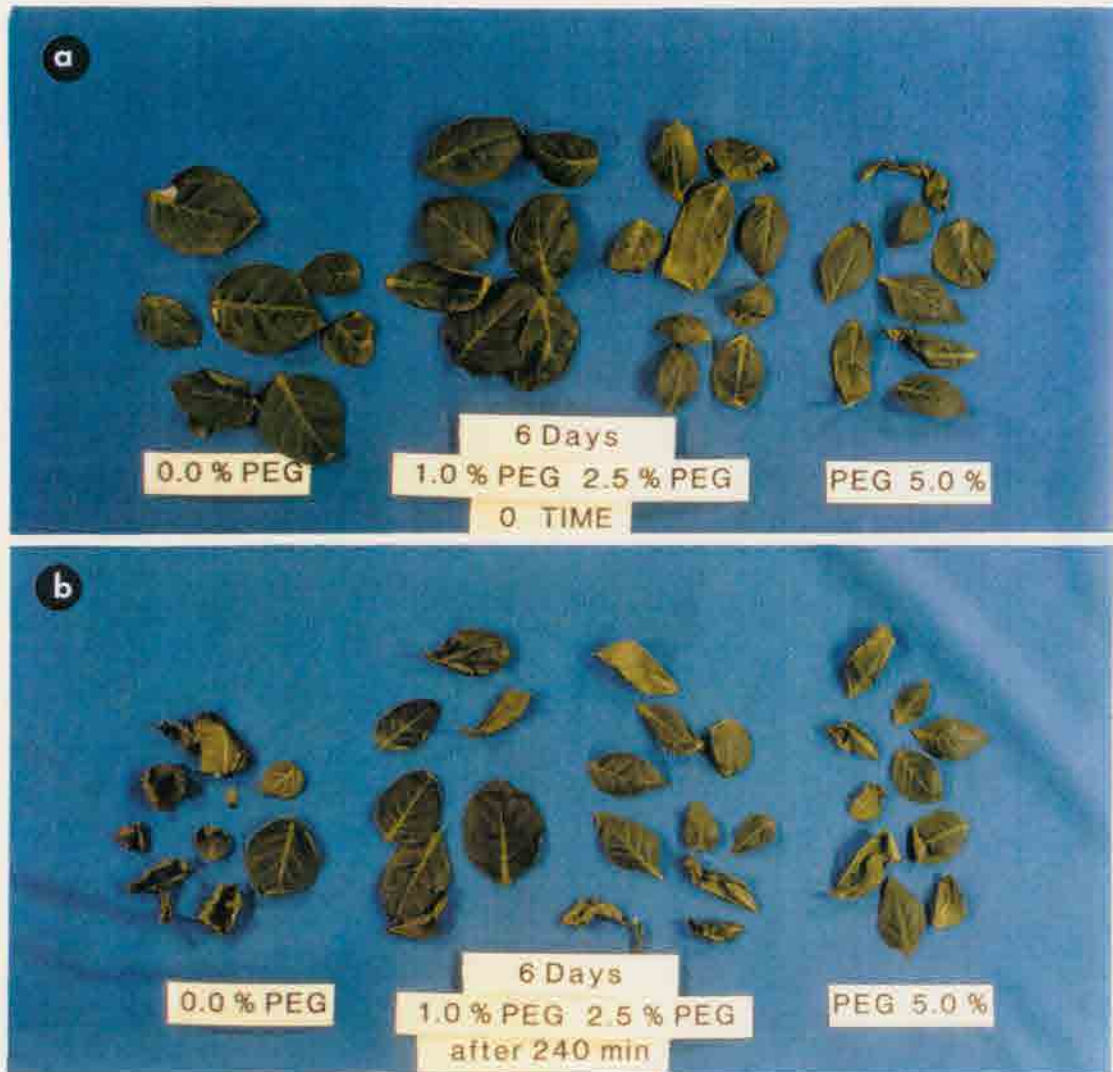 a
6 Days
0.0 % PEG
1.0 % PEG 2.5 % PEG
PEG 5.0 %
0 TIME
b
6 Days
0.0 % PEG
1.0 % PEG 2.5 % PEG
PEG 5.0 %
after 240 min